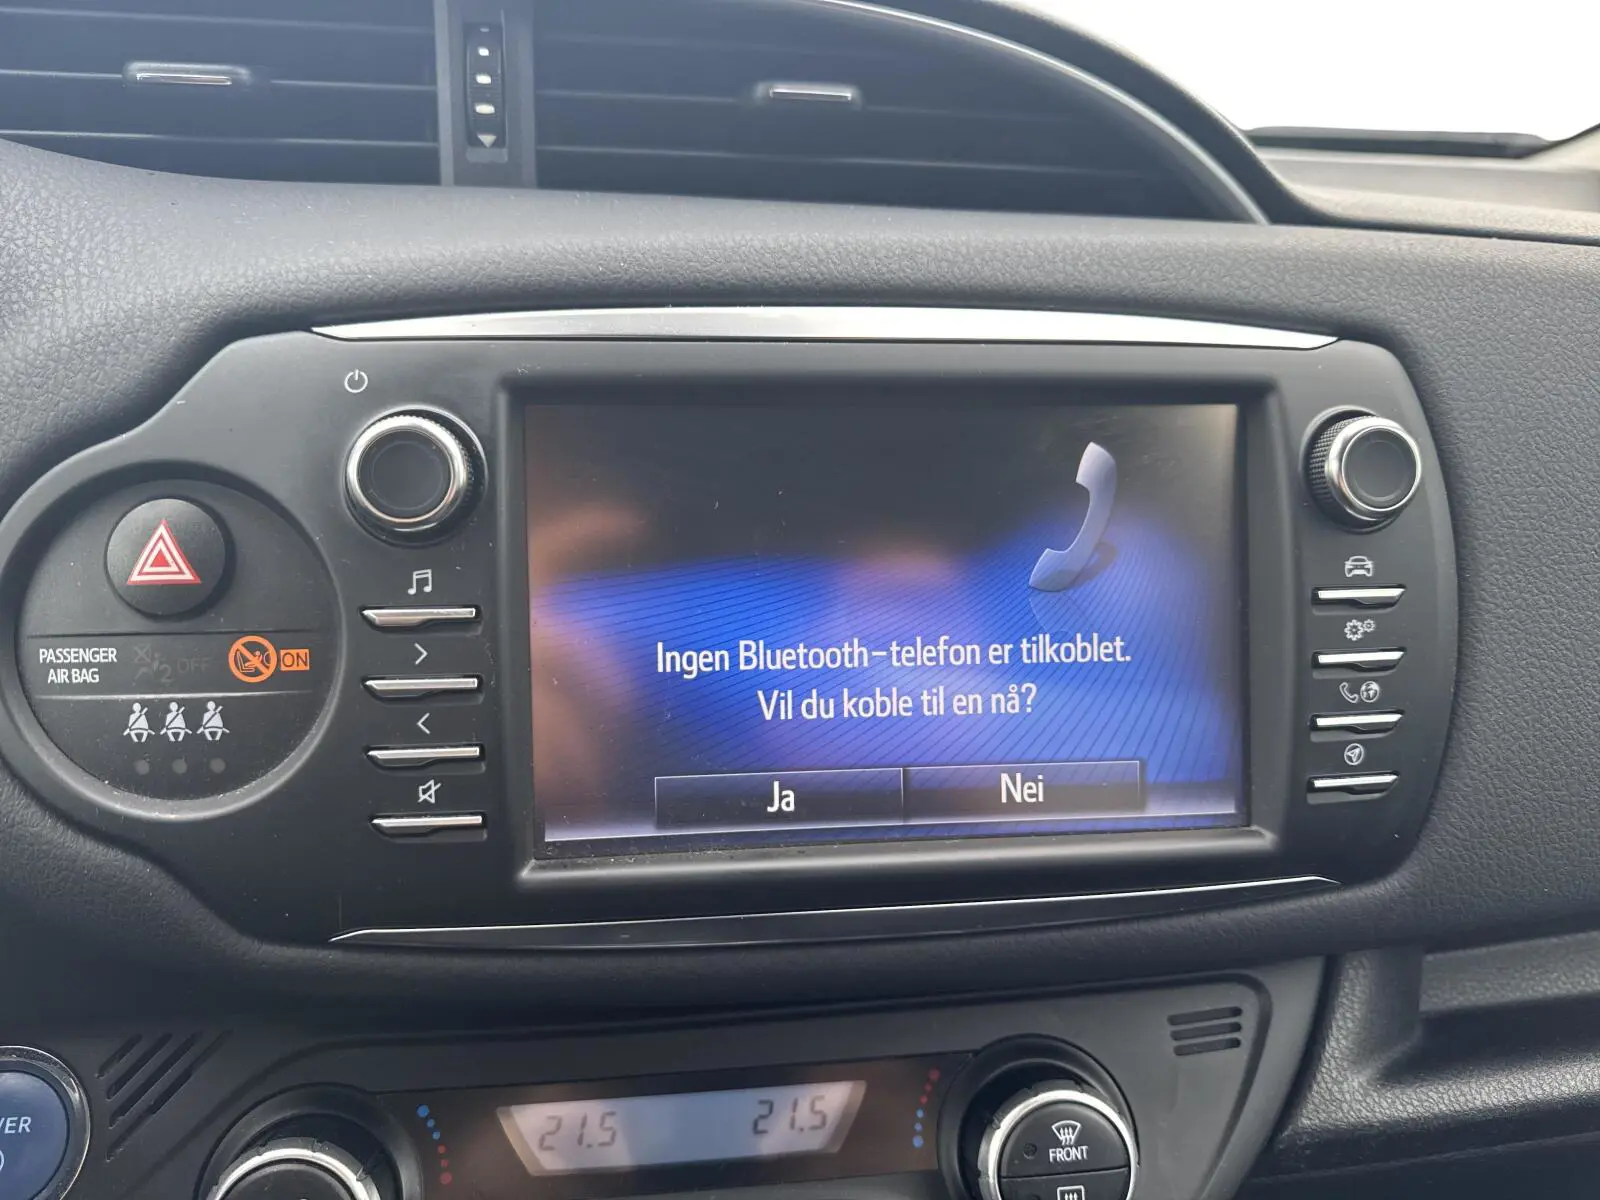 PASSENGER
AIR BAG
OFF
ON
Ingen Bluetooth-telefon er tilkoblet.
Vil du koble til en nå?
Ja
Nei
21.5
21.5
FRONT